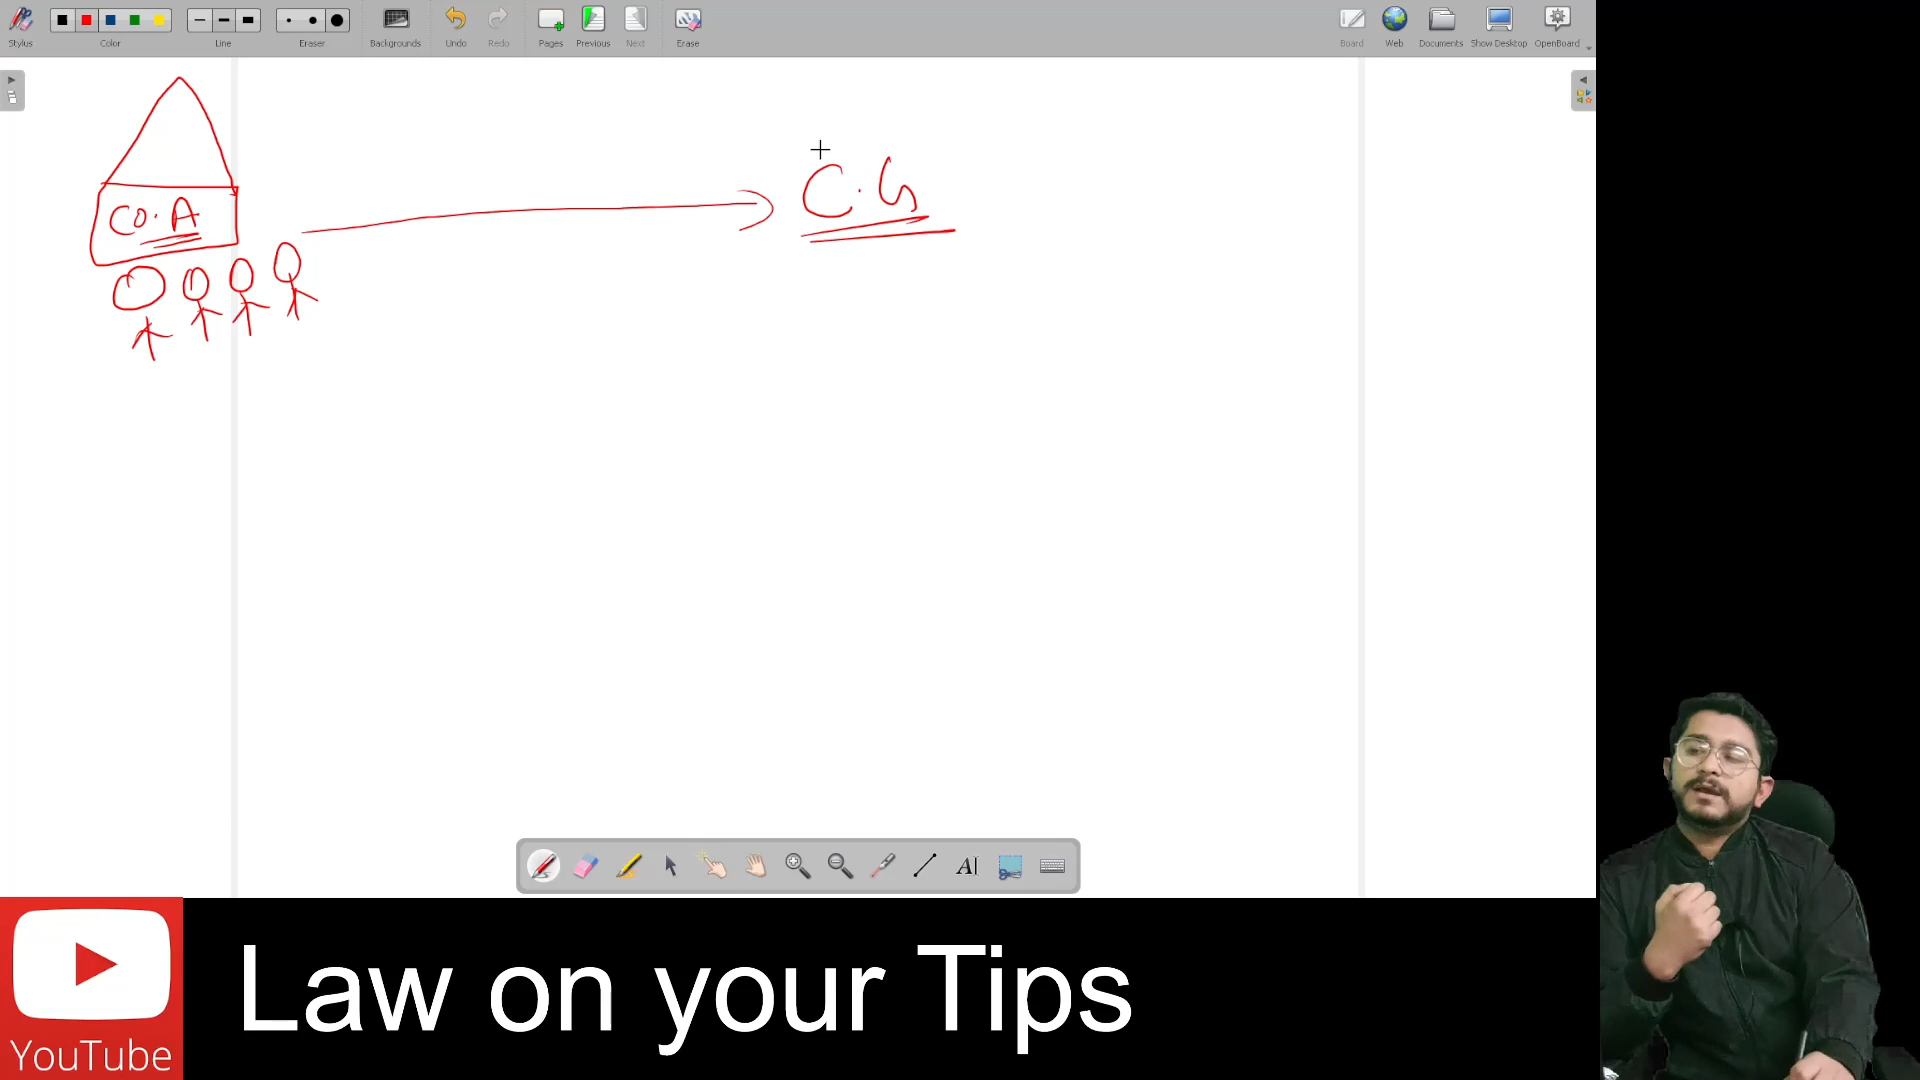 Stylus
Color
Line
Eraser
Backgrounds
Undo
Redo
Pages
Previous
Next
Erase
Board
Web
Documents
Show Desktop
OpenBoard
Co. A
C. G
A
Law on your Tips
YouTube